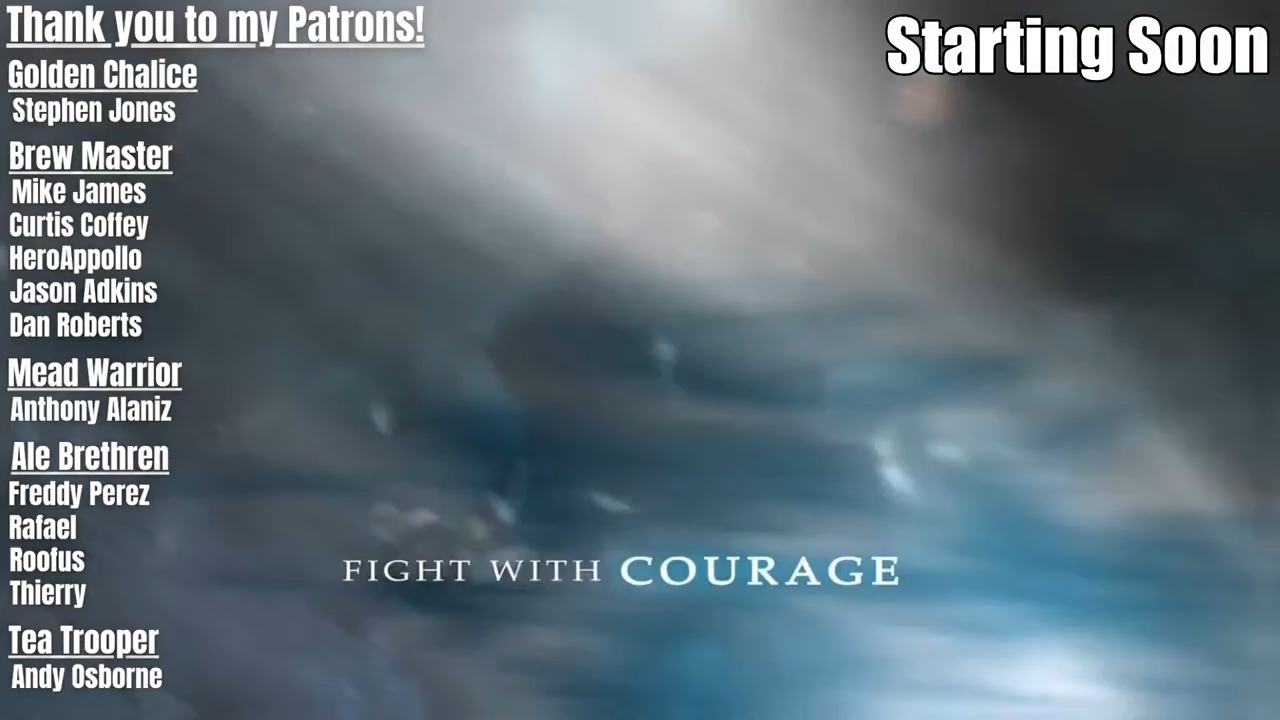 Thank you to my Patrons!
Starting Soon
Golden Chalice
Stephen Jones
Brew Master
Mike James
Curtis Coffey
HeroAppollo
Jason Adkins
Dan Roberts
Mead Warrior
Anthony Alaniz
Ale Brethren
Freddy Perez
Rafael
Roofus
Thierry
Tea Trooper
Andy Osborne
FIGHT WITH COURAGE